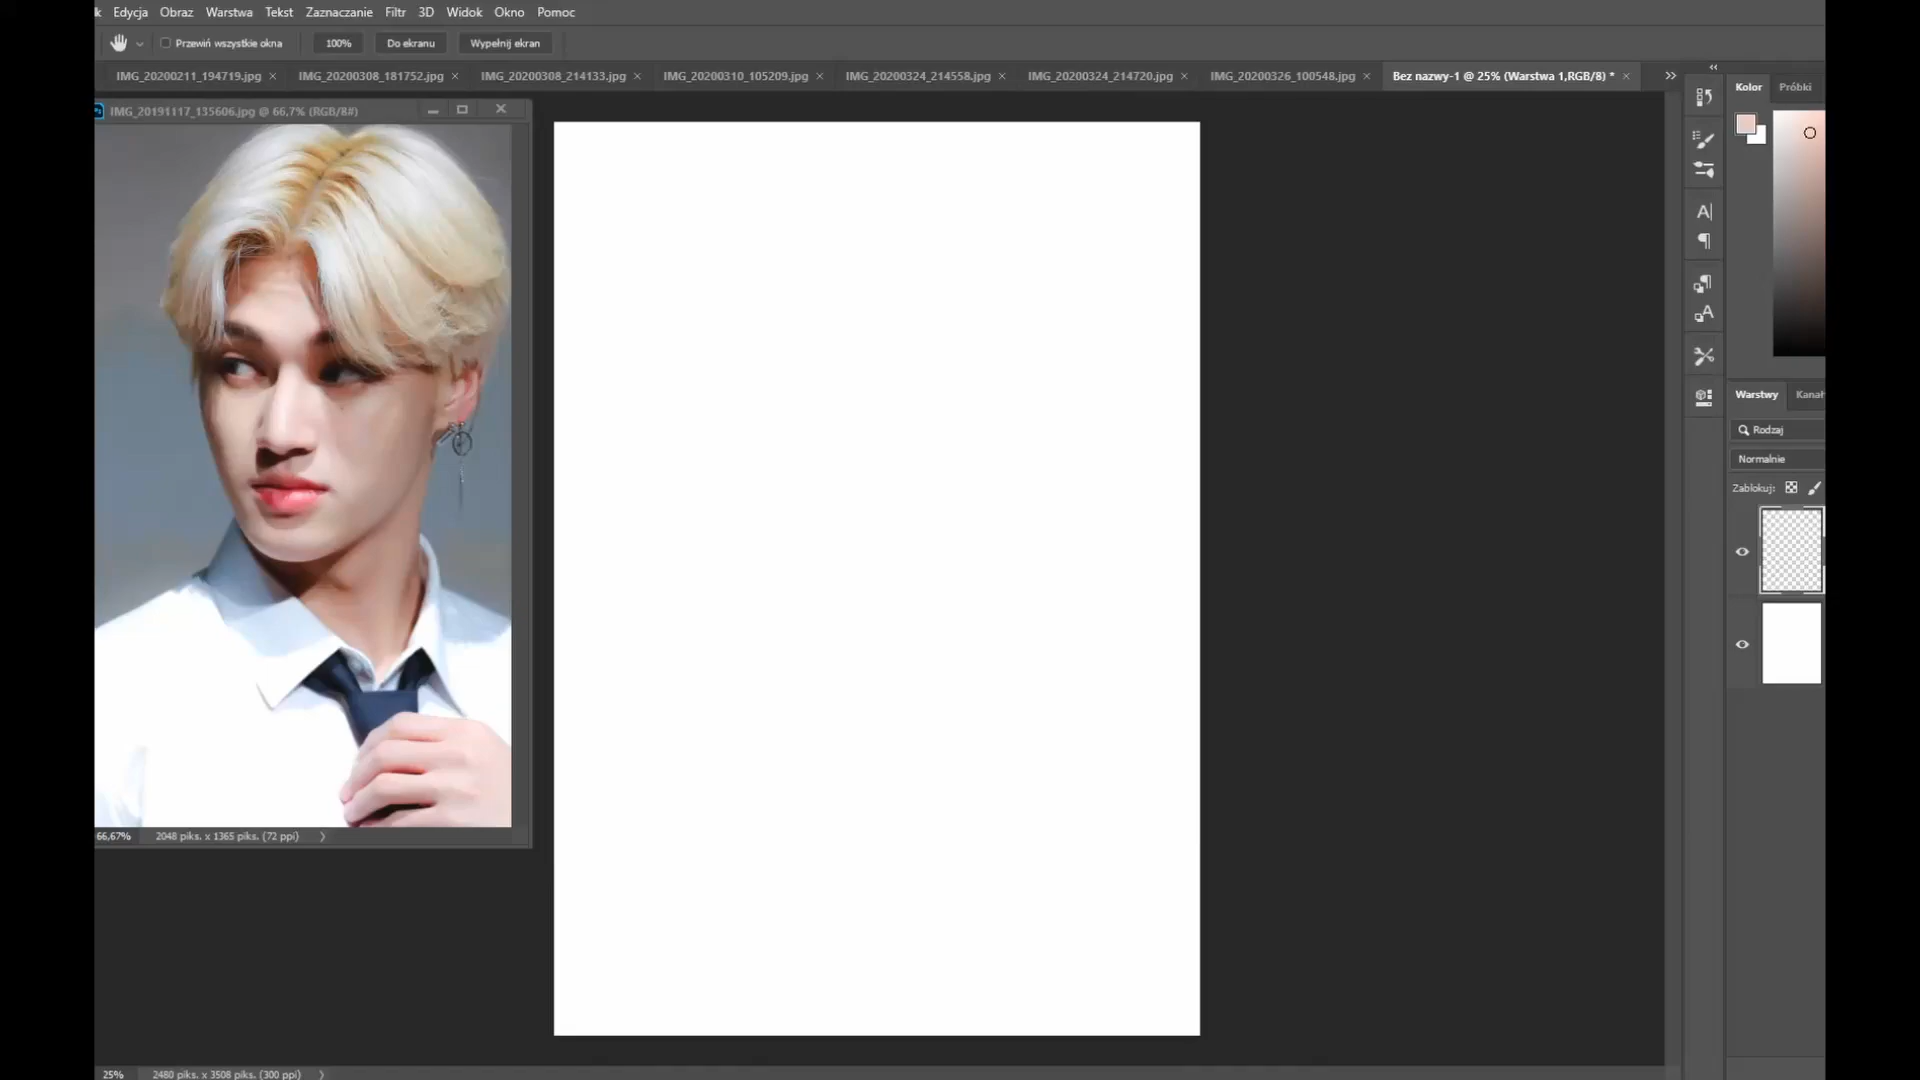 k Edycja Obraz Warstwa Tekst Zaznaczanie Filtr 3D Widok Okno Pomoc
Przewiń wszystkie okna 100% Do ekranu Wypełnij ekran
IMG_20200211_194719.jpg × IMG_20200308_181752.jpg × IMG_20200308_214133.jpg × IMG_20200310_105209.jpg × IMG_20200324_214558.jpg × IMG_20200324_214720.jpg × IMG_20200326_100548.jpg × Bez nazwy-1 @ 25% (Warstwa 1,RGB/8) * ×
Kolor Próbki
IMG_20191117_135606.jpg @ 66,7% (RGB/8#)
Warstwy Kanał
Rodzaj
Normalnie
Zablokuj:
66,67% 2048 piks. x 1365 piks. (72 ppi)
25% 2480 piks. x 3508 piks. (300 ppi)